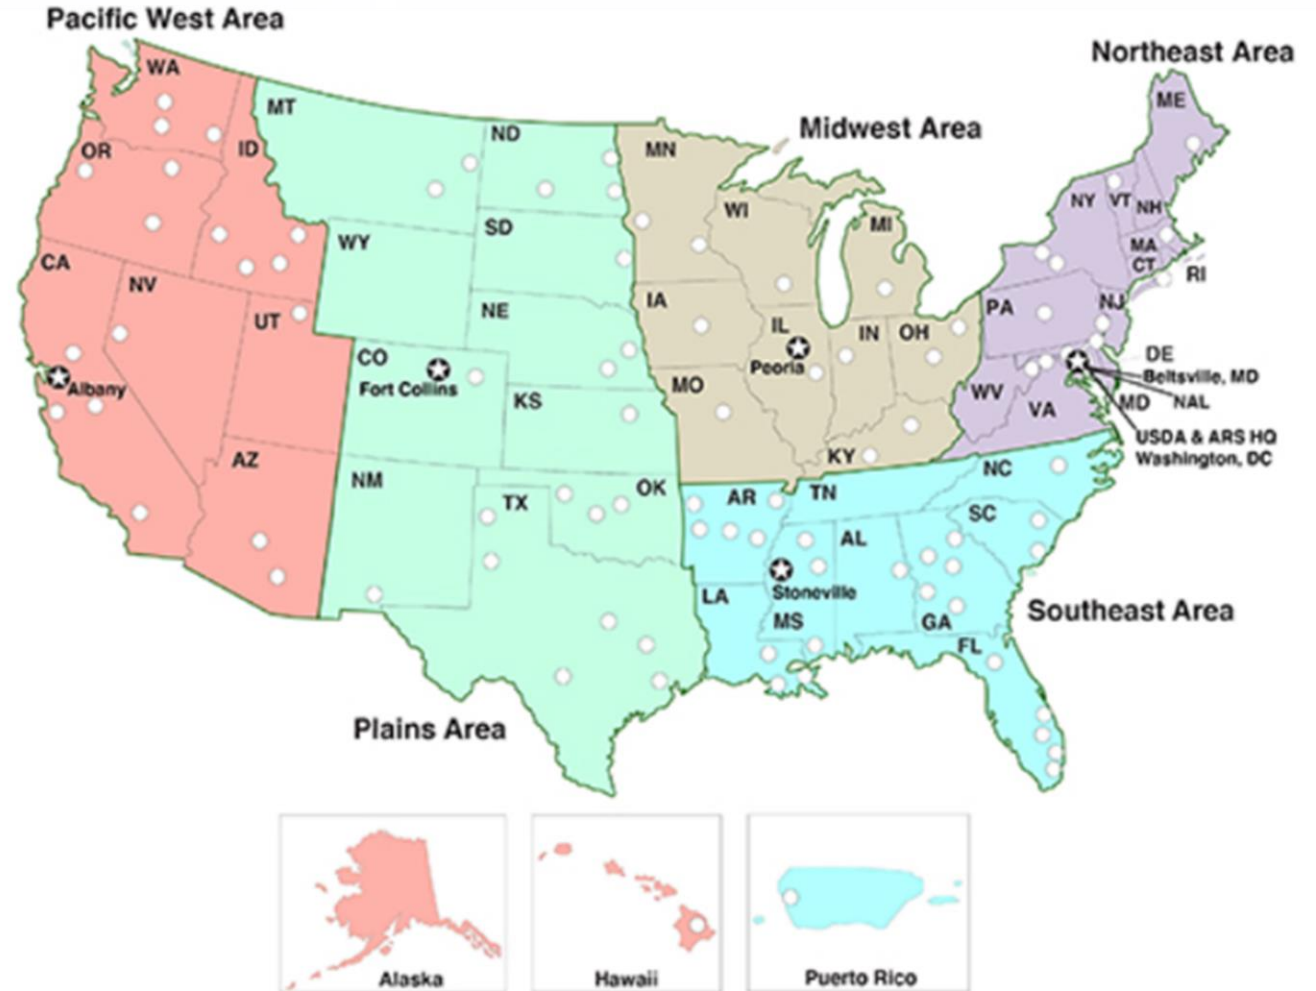 Pacific West Area
Northeast Area
Midwest Area
WA
MT
ND
MN
ME
OR
ID
SD
WI
MI
NY
VT
NH
WY
MA
CT
RI
CA
NV
UT
NE
IA
IL
IN
OH
PA
NJ
CO
Fort Collins
Peoria
DE
Beltsville, MD
Albany
KS
MO
WV
VA
MD
NAL
USDA & ARS HQ
Washington, DC
AZ
NM
TX
OK
KY
NC
AR
TN
SC
AL
Stoneville
LA
MS
GA
FL
Southeast Area
Plains Area
Alaska
Hawaii
Puerto Rico